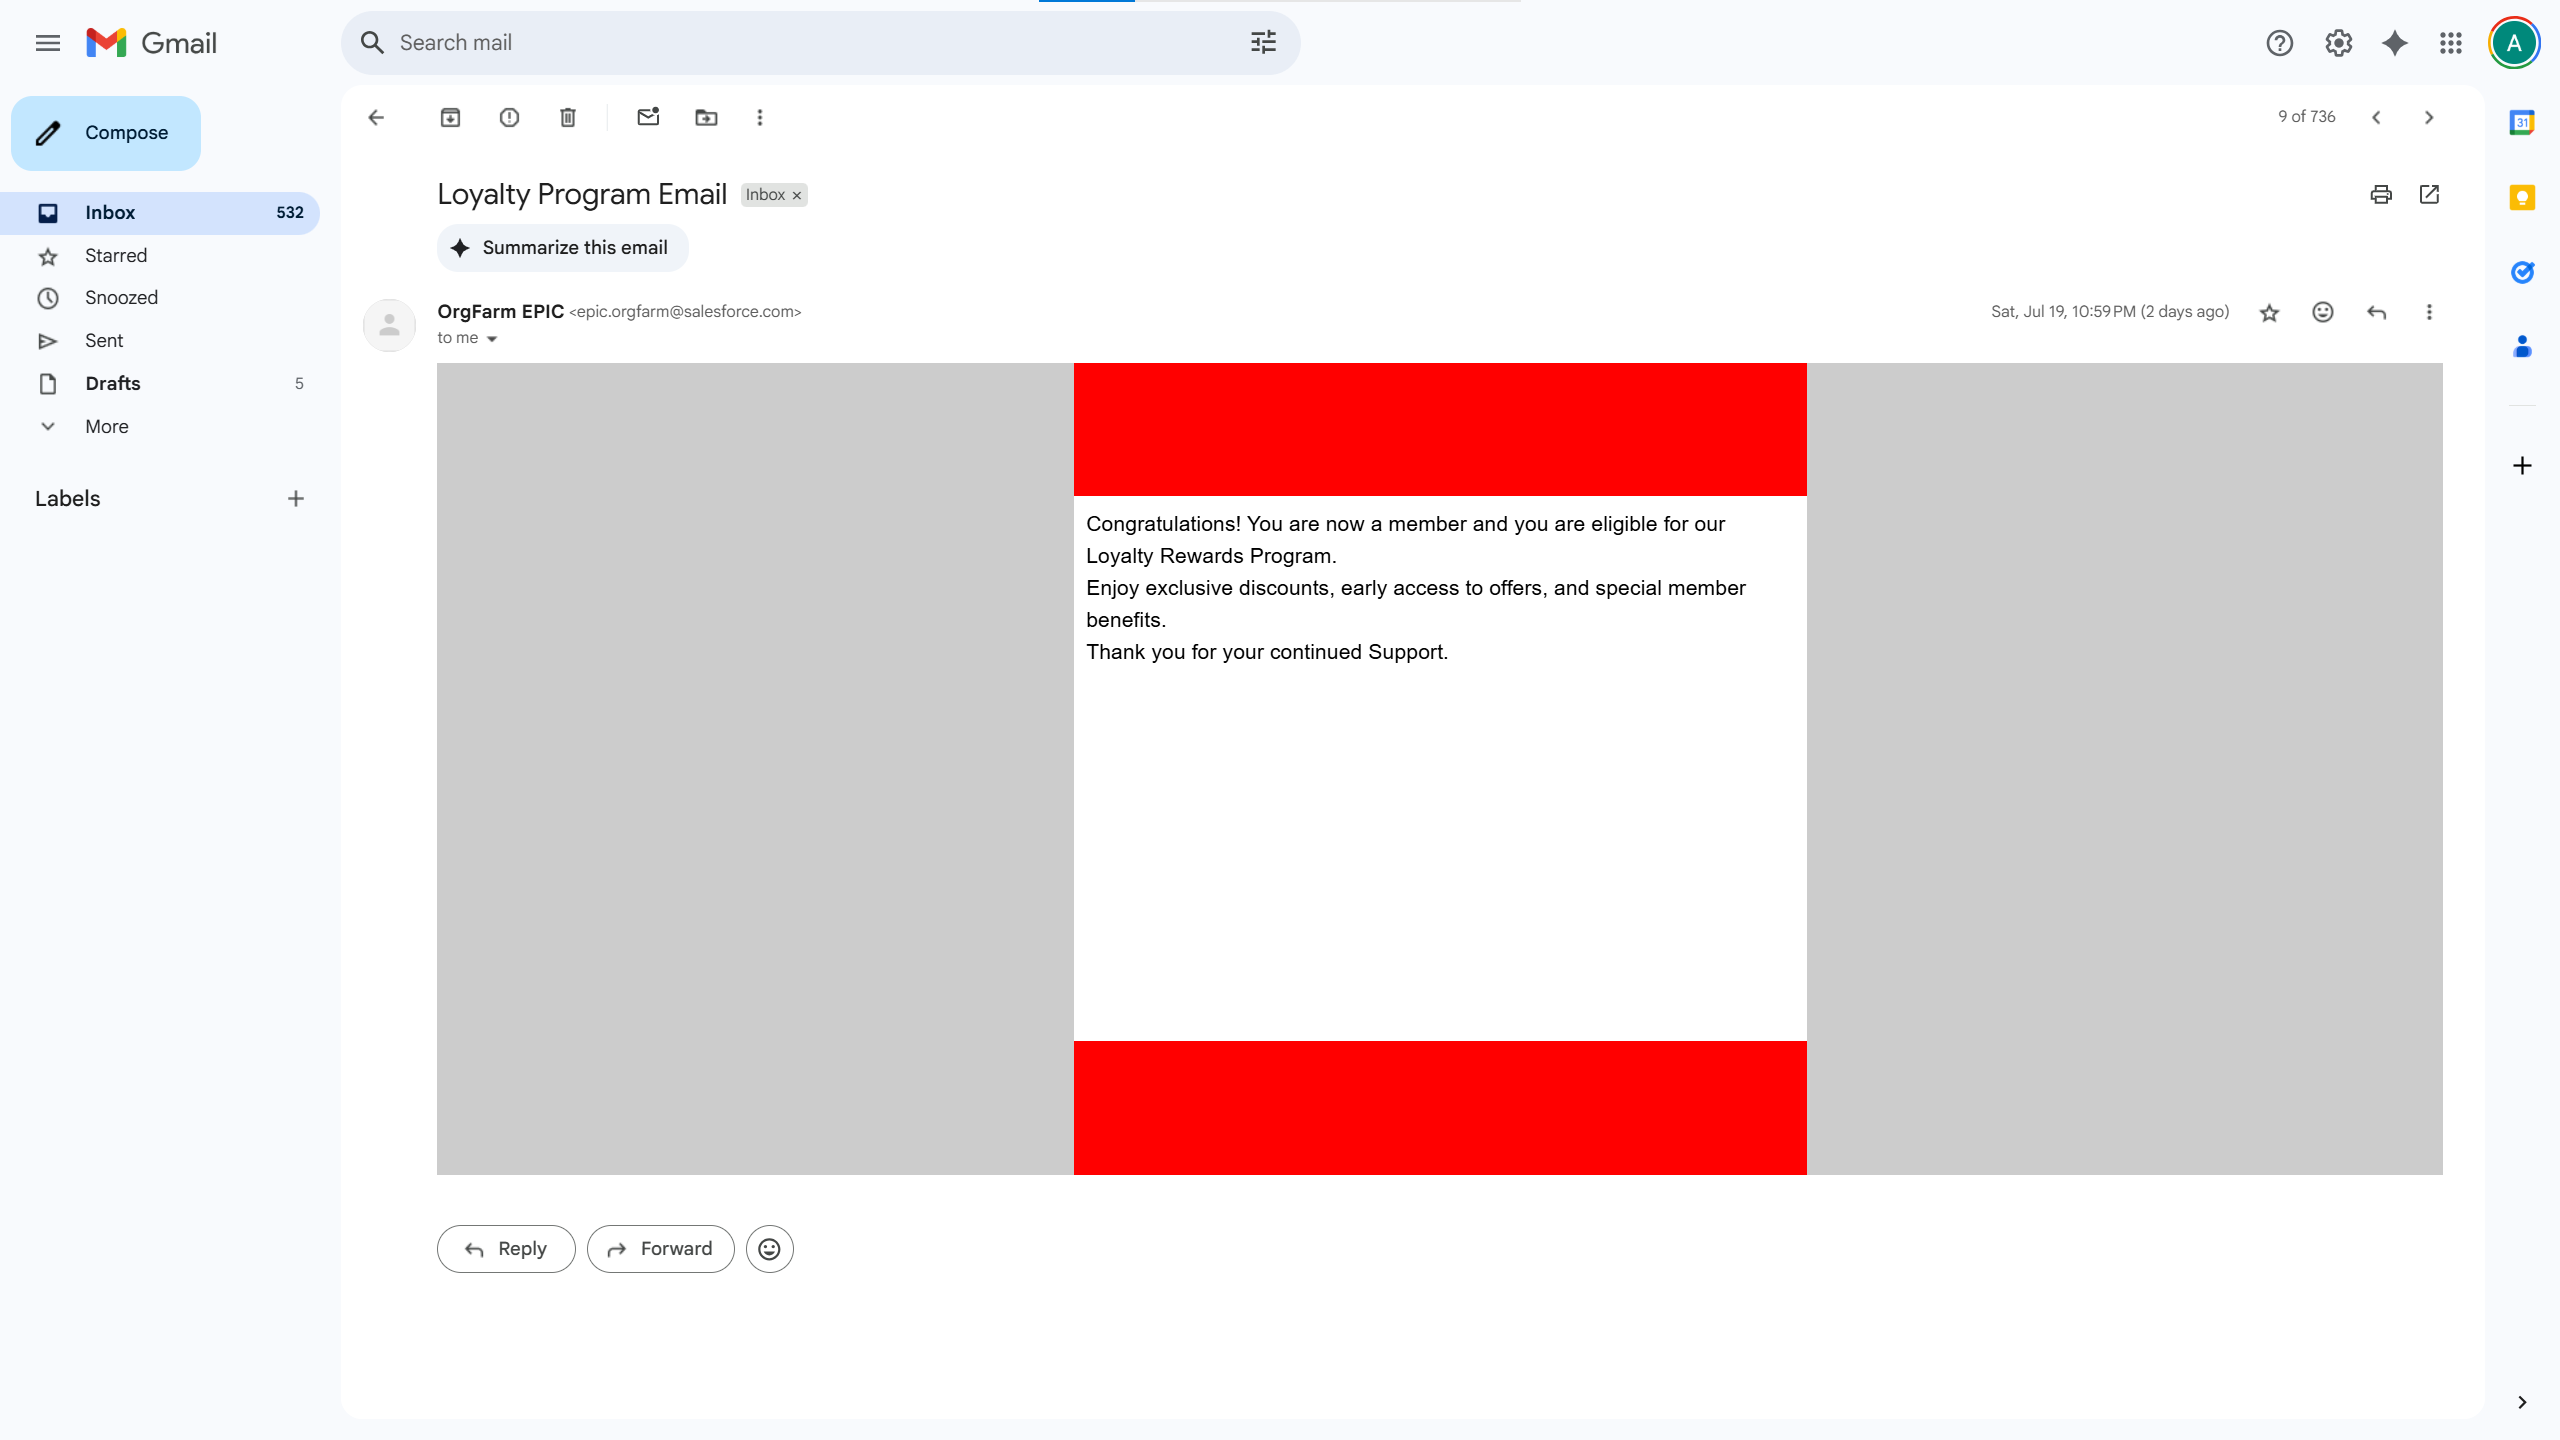 Gmail
Search mail
Compose
Inbox 532
Starred
Snoozed
Sent
Drafts 5
More
Labels
9 of 736
Loyalty Program Email Inbox ×
Summarize this email
OrgFarm EPIC <epic.orgfarm@salesforce.com>
Sat, Jul 19, 10:59 PM (2 days ago)
to me
Congratulations! You are now a member and you are eligible for our
Loyalty Rewards Program.
Enjoy exclusive discounts, early access to offers, and special member
benefits.
Thank you for your continued Support.
Reply
Forward
A
31